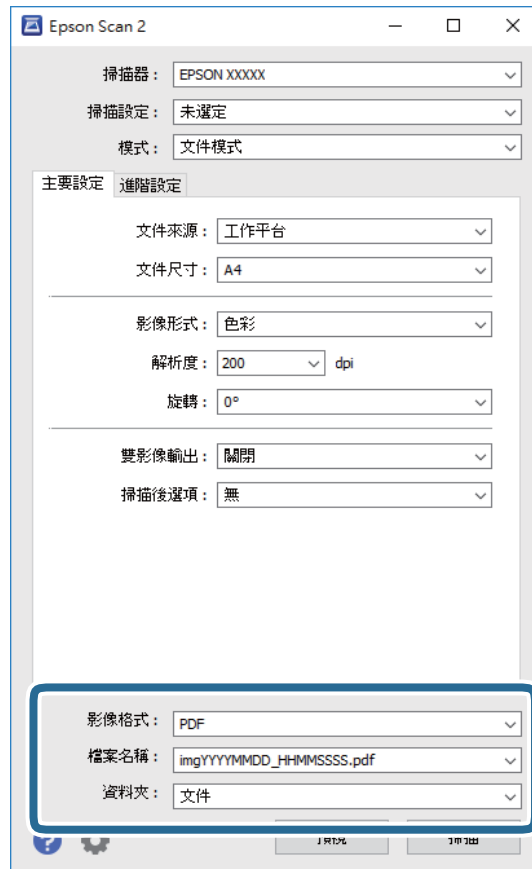 Epson Scan 2
掃描器： EPSON XXXXX
掃描設定： 未選定
模式： 文件模式
主要設定 進階設定
文件來源： 工作平台
文件尺寸： A4
影像形式： 色彩
解析度： 200 dpi
旋轉： 0°
雙影像輸出： 關閉
掃描後選項： 無
影像格式： PDF
檔案名稱： imgYYYYMMDD_HHMMSSSS.pdf
資料夾： 文件
?